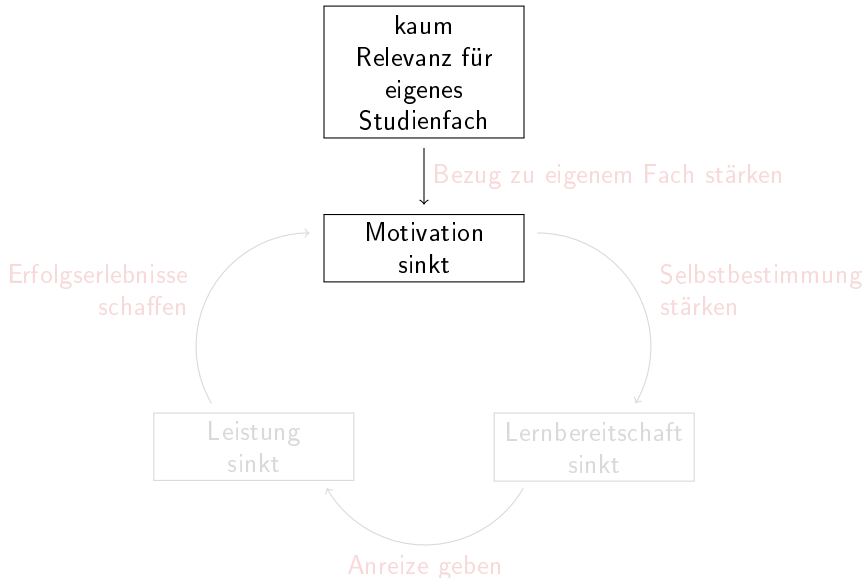 kaum
Relevanz für
eigenes
Studienfach
Bezug zu eigenem Fach stärken
Motivation
sinkt
Erfolgserlebnisse
schaffen
Selbstbestimmung
stärken
Leistung
sinkt
Lernbereitschaft
sinkt
Anreize geben